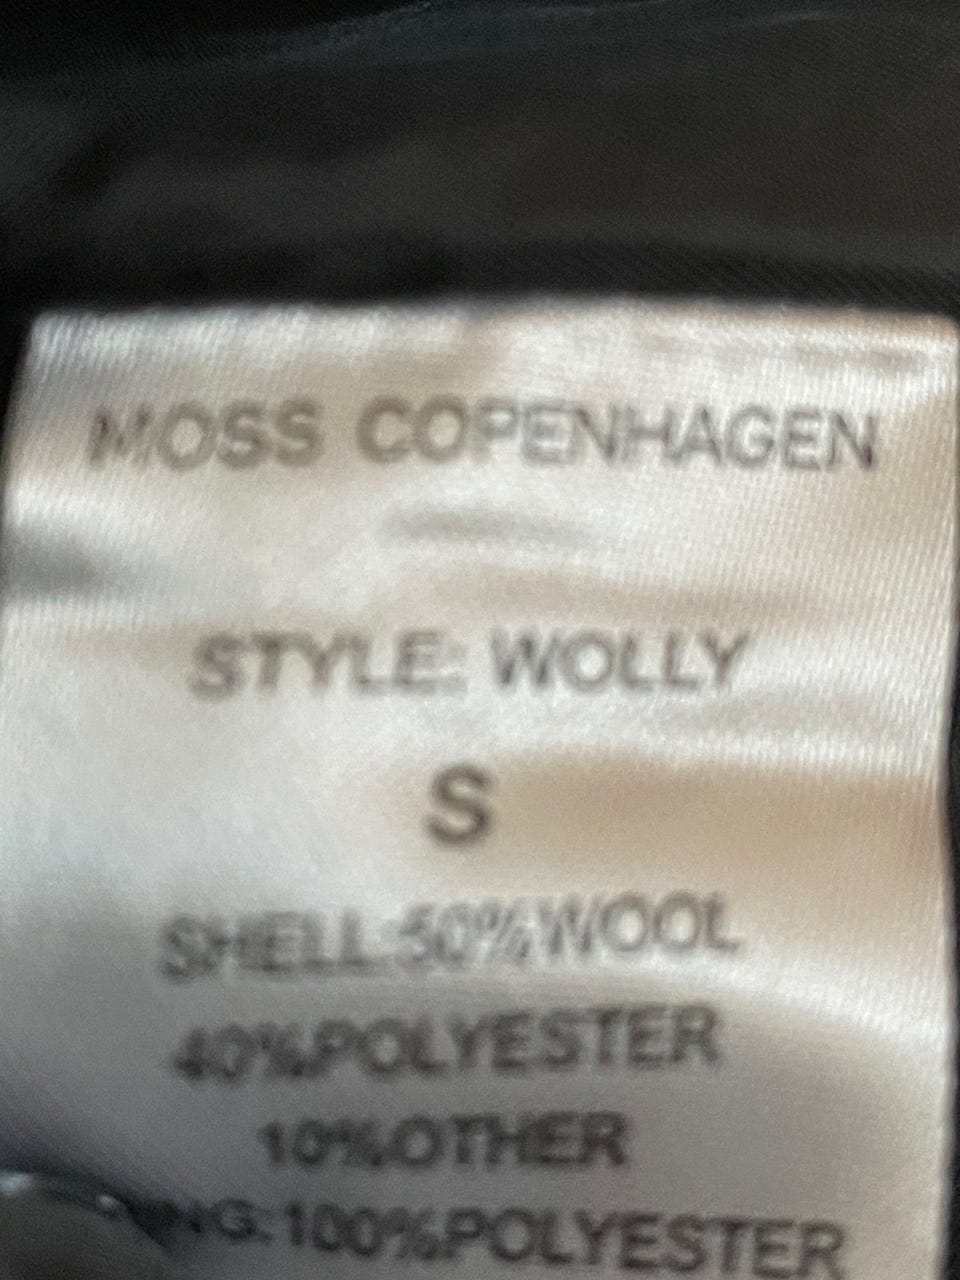 MOSS COPENHAGEN
STYLE: WOLLY
S
SHELL:50%WOOL
40%POLYESTER
10%OTHER
100%POLYESTER